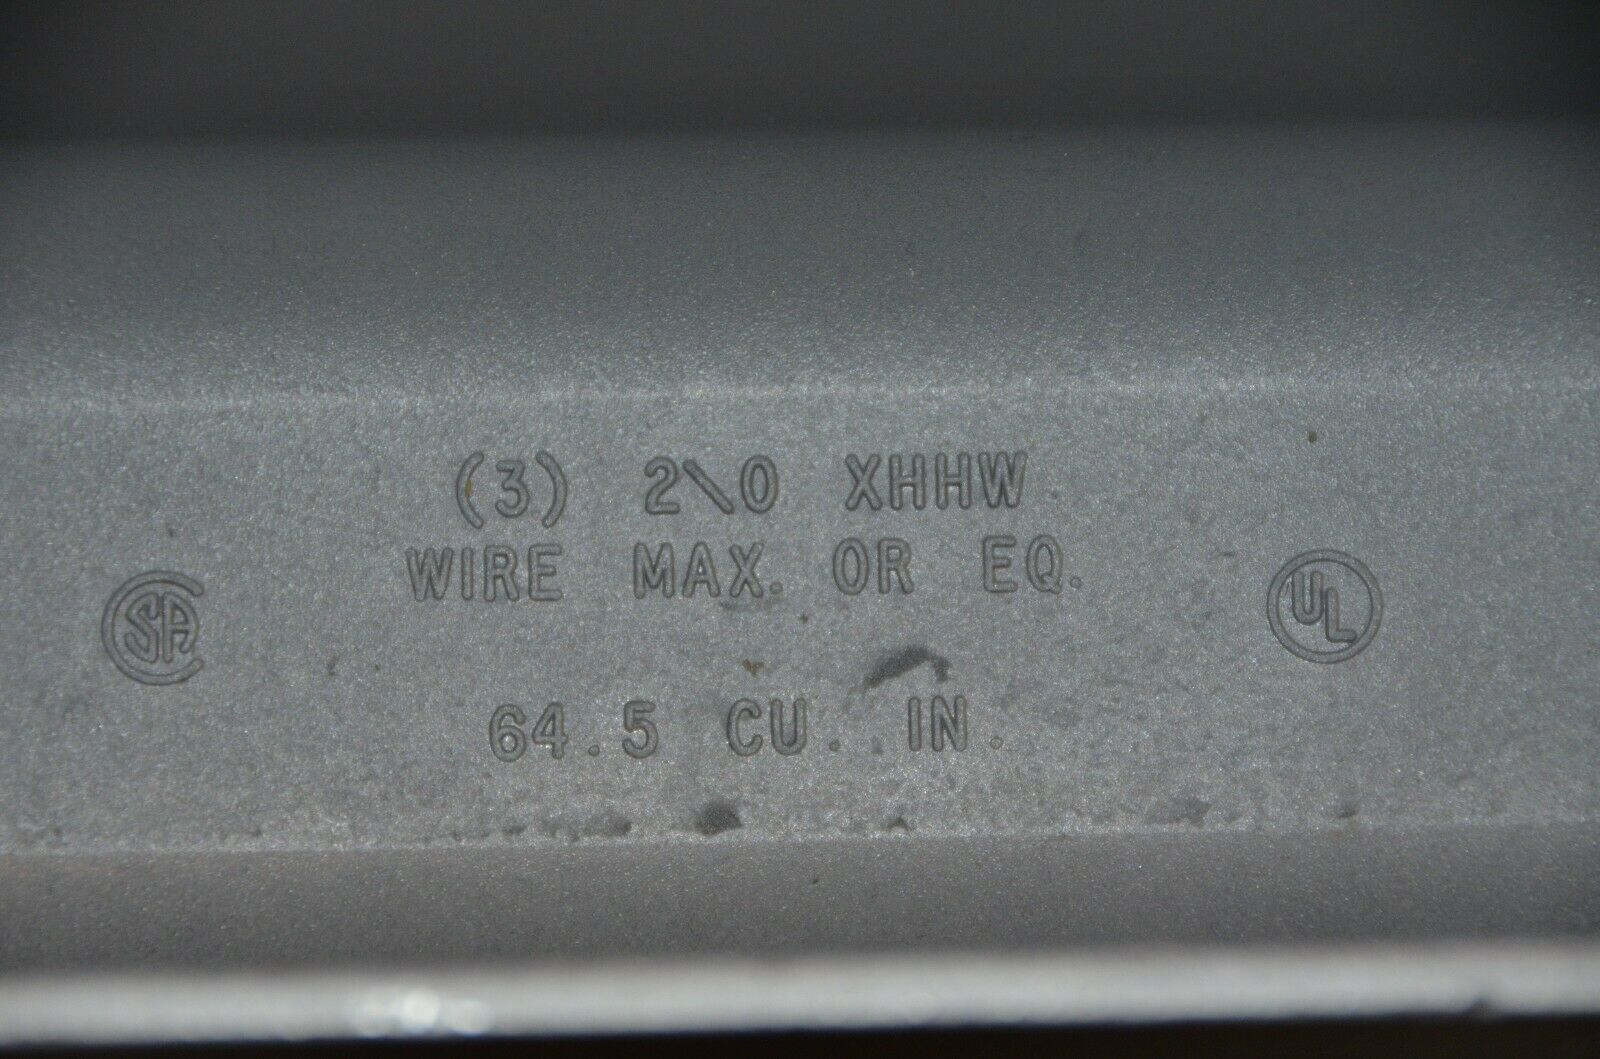 (3) 2\0 XHHW
WIRE MAX. OR EQ.
SA
UL
64.5 CU. IN.